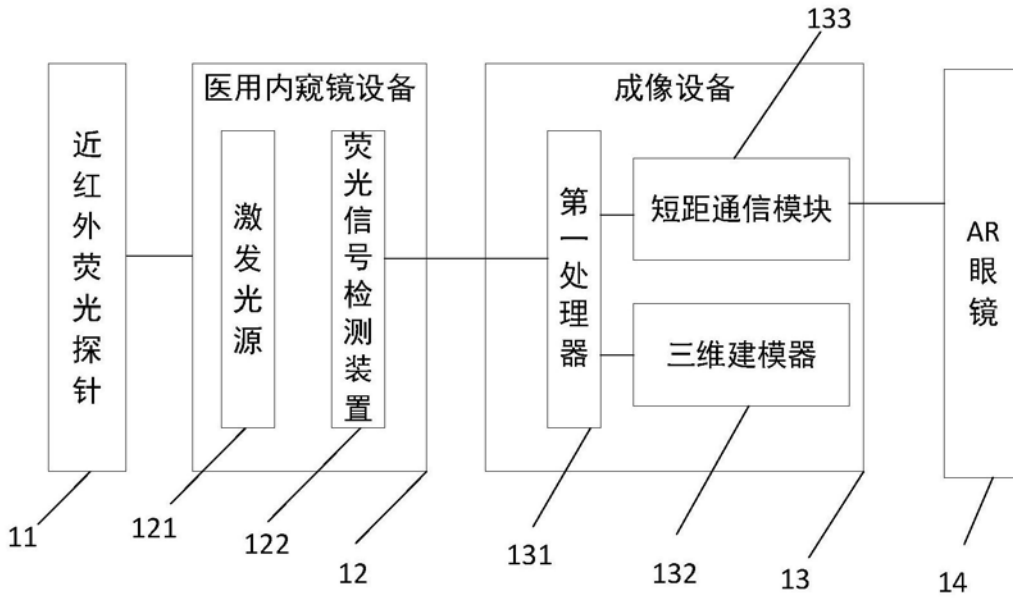 133
近红外荧光探针
医用内窥镜设备
激发光源
荧光信号检测装置
成像设备
第一处理器
短距通信模块
三维建模器
AR
眼镜
11
121
122
12
131
132
13
14